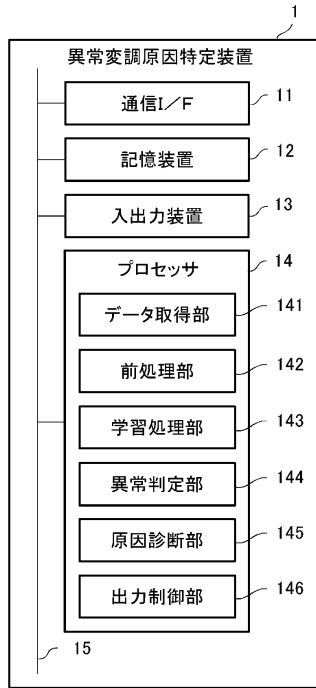 1
異常変調原因特定装置
通信I／F
11
記憶装置
12
入出力装置
13
プロセッサ
14
データ取得部
141
前処理部
142
学習処理部
143
異常判定部
144
原因診断部
145
出力制御部
146
15